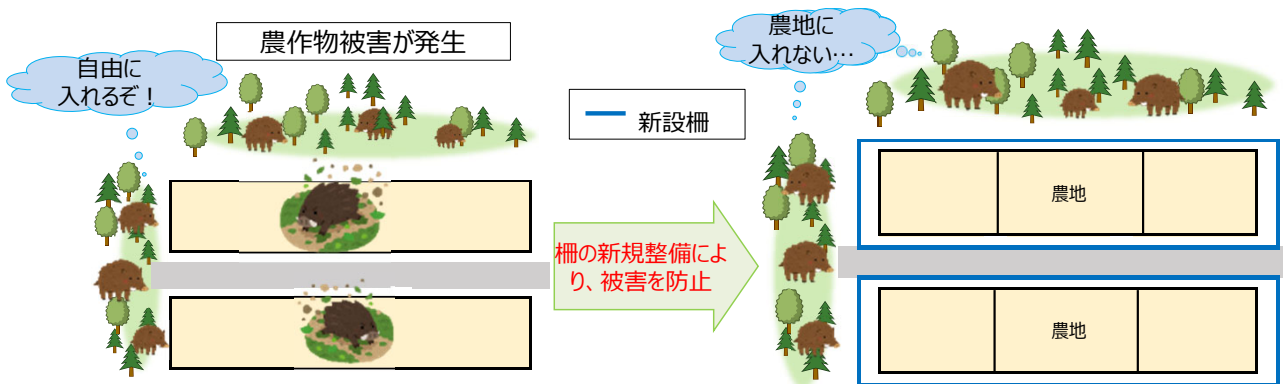 農作物被害が発生
自由に
入れるぞ！
新設柵
柵の新規整備によ
り、被害を防止
農地に
入れない…
農地
農地